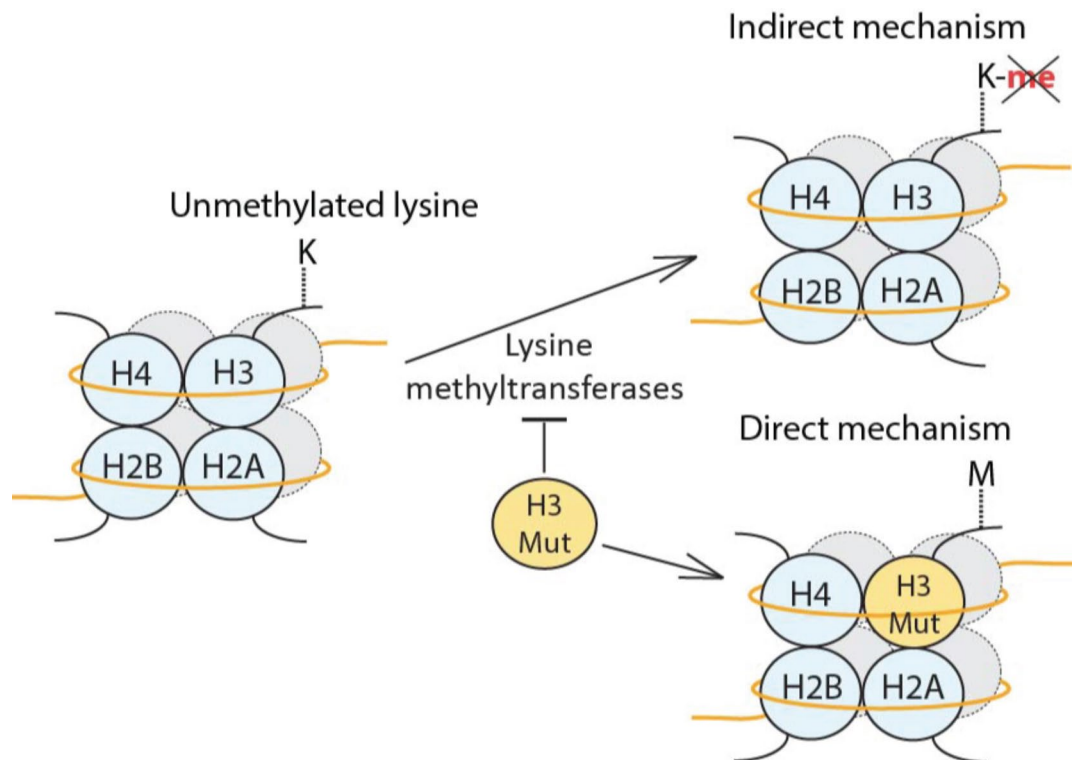 Indirect mechanism
K-me
H4 H3
H2B H2A
Unmethylated lysine
K
H4 H3
H2B H2A
Lysine
methyltransferases
H3
Mut
Direct mechanism
M
H4 H3
Mut
H2B H2A